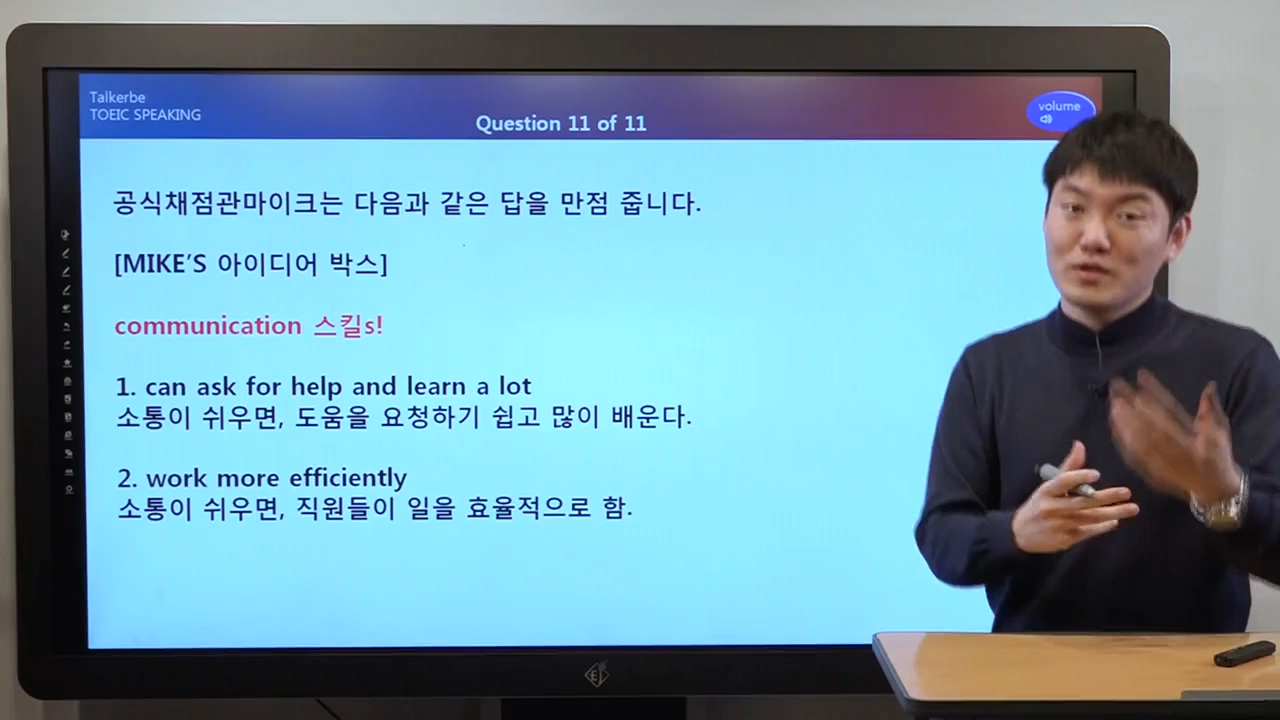 Talkerbe
TOEIC SPEAKING
Question 11 of 11
volume
공식채점관마이크는 다음과 같은 답을 만점 줍니다.
[MIKE'S 아이디어 박스]
communication 스킬s!
1. can ask for help and learn a lot
소통이 쉬우면, 도움을 요청하기 쉽고 많이 배운다.
2. work more efficiently
소통이 쉬우면, 직원들이 일을 효율적으로 함.